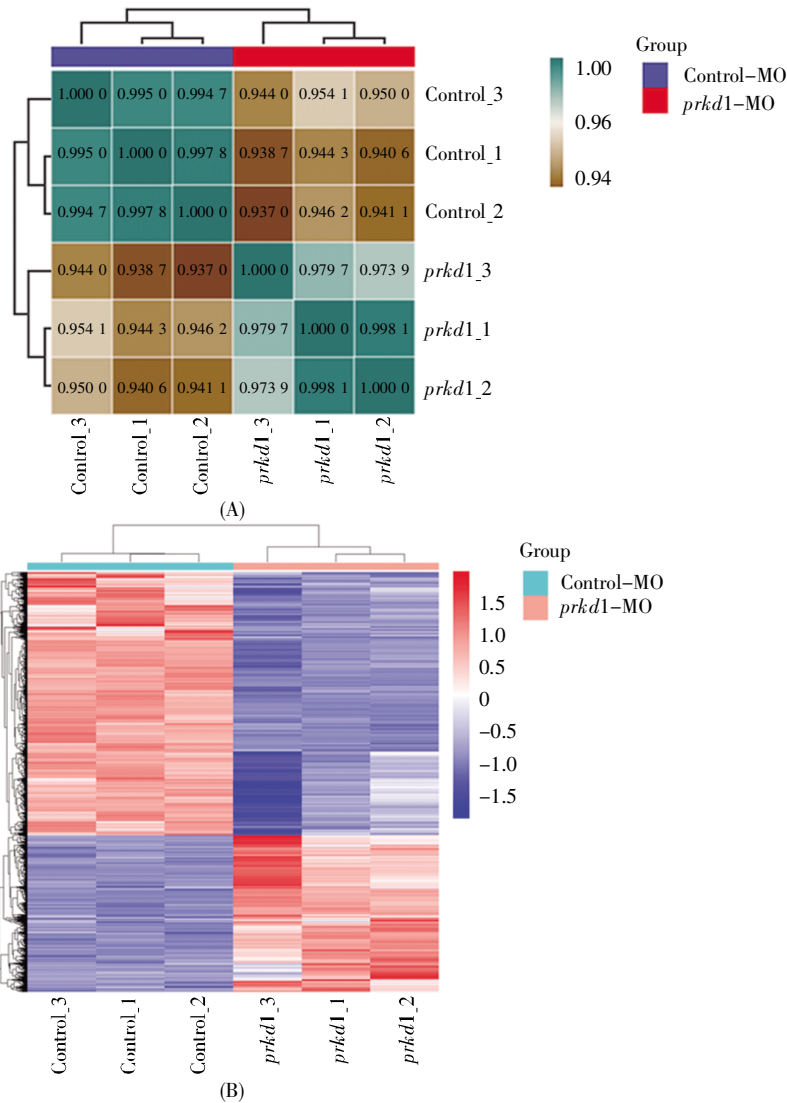 Group
1.00
0.96
0.94
Control-MO
prkd1-MO
1.000 0 0.995 0 0.994 7 0.944 0 0.954 1 0.950 0 Control_3
0.995 0 1.000 0 0.997 8 0.938 7 0.944 3 0.940 6 Control_1
0.994 7 0.997 8 1.000 0 0.937 0 0.946 2 0.941 1 Control_2
0.944 0 0.938 7 0.937 0 1.000 0 0.979 7 0.973 9 prkd1_3
0.954 1 0.944 3 0.946 2 0.979 7 1.000 0 0.998 1 prkd1_1
0.950 0 0.940 6 0.941 1 0.973 9 0.998 1 1.000 0 prkd1_2
Control_3
Control_1
Control_2
prkd1_3
prkd1_1
prkd1_2
(A)
Group
Control-MO
prkd1-MO
1.5
1.0
0.5
0
-0.5
-1.0
-1.5
Control_3
Control_1
Control_2
prkd1_3
prkd1_1
prkd1_2
(B)